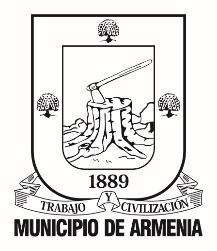 1889
TRABAJO Y CIVILIZACIÓN
MUNICIPIO DE ARMENIA